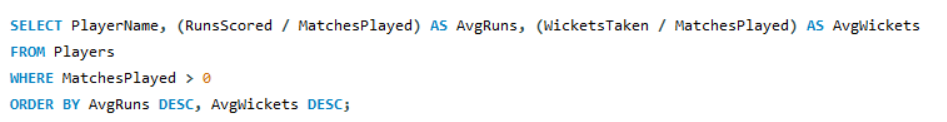 SELECT PlayerName, (RunsScored / MatchesPlayed) AS AvgRuns, (WicketsTaken / MatchesPlayed) AS AvgWickets
FROM Players
WHERE MatchesPlayed > 0
ORDER BY AvgRuns DESC, AvgWickets DESC;